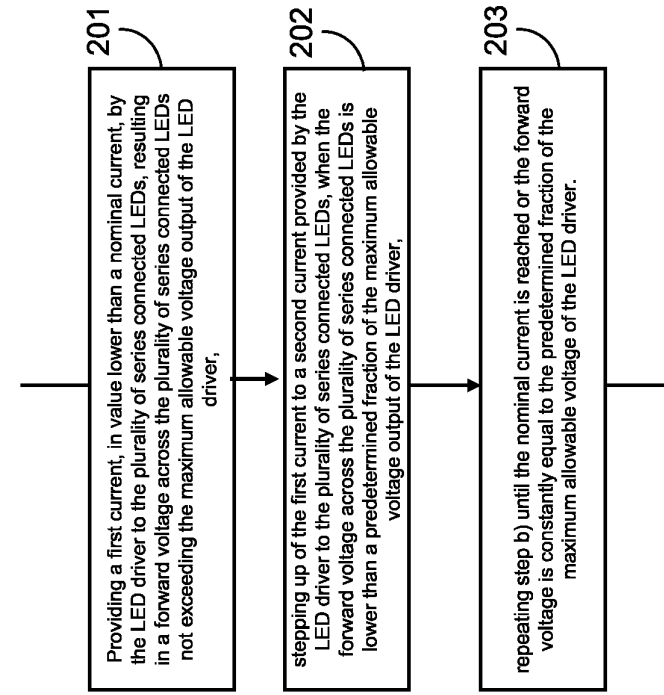 201
Providing a first current, in value lower than a nominal current, by
the LED driver to the plurality of series connected LEDs, resulting
in a forward voltage across the plurality of series connected LEDs
not exceeding the maximum allowable voltage output of the LED
driver,
202
stepping up of the first current to a second current provided by the
LED driver to the plurality of series connected LEDs, when the
forward voltage across the plurality of series connected LEDs is
lower than a predetermined fraction of the maximum allowable
voltage output of the LED driver,
203
repeating step b) until the nominal current is reached or the forward
voltage is constantly equal to the predetermined fraction of the
maximum allowable voltage of the LED driver.